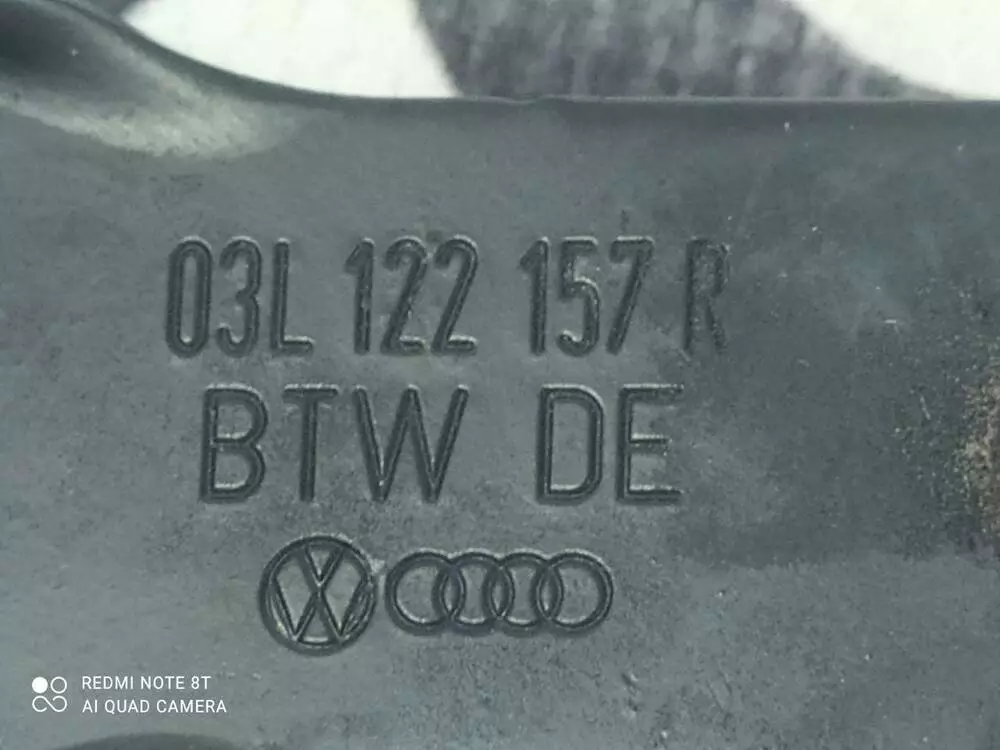 03L 122 157 R
BTW DE
REDMI NOTE 8T
AI QUAD CAMERA